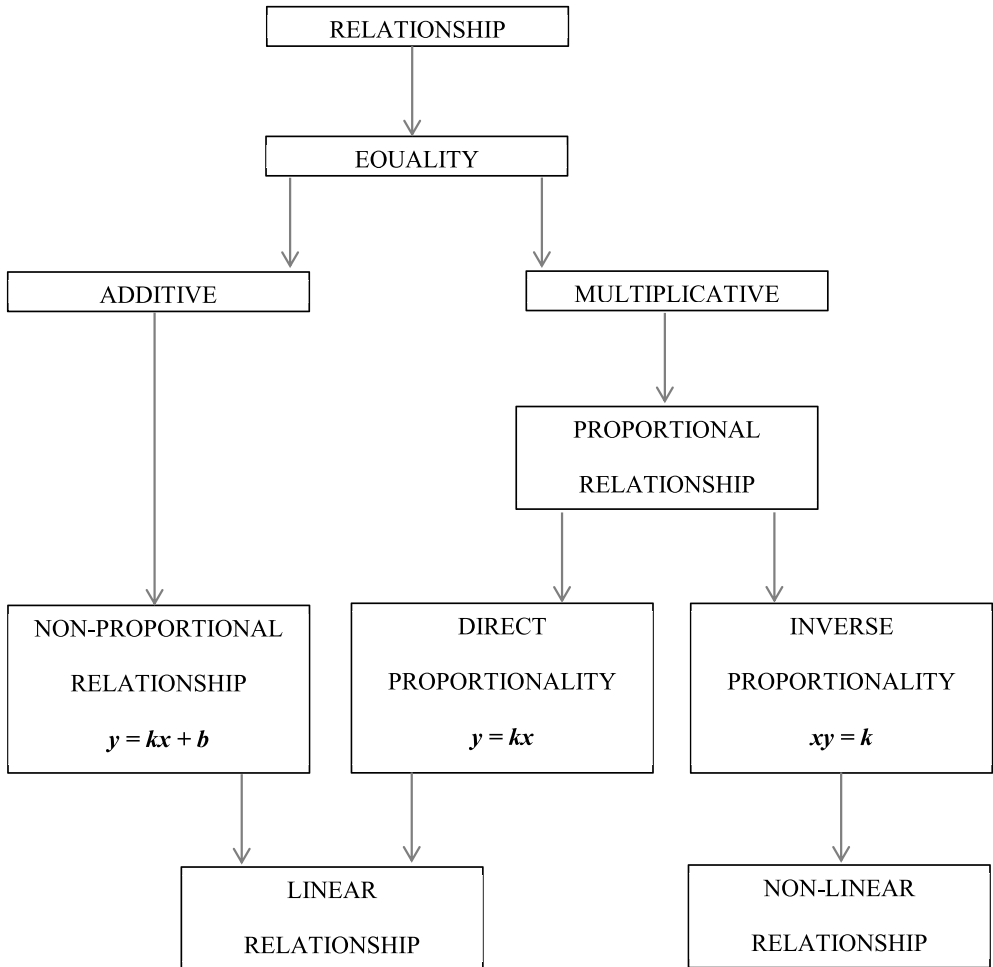 RELATIONSHIP
EOUALITY
ADDITIVE
MULTIPLICATIVE
PROPORTIONAL
RELATIONSHIP
NON-PROPORTIONAL
RELATIONSHIP
y = kx + b
DIRECT
PROPORTIONALITY
y = kx
INVERSE
PROPORTIONALITY
xy = k
LINEAR
RELATIONSHIP
NON-LINEAR
RELATIONSHIP